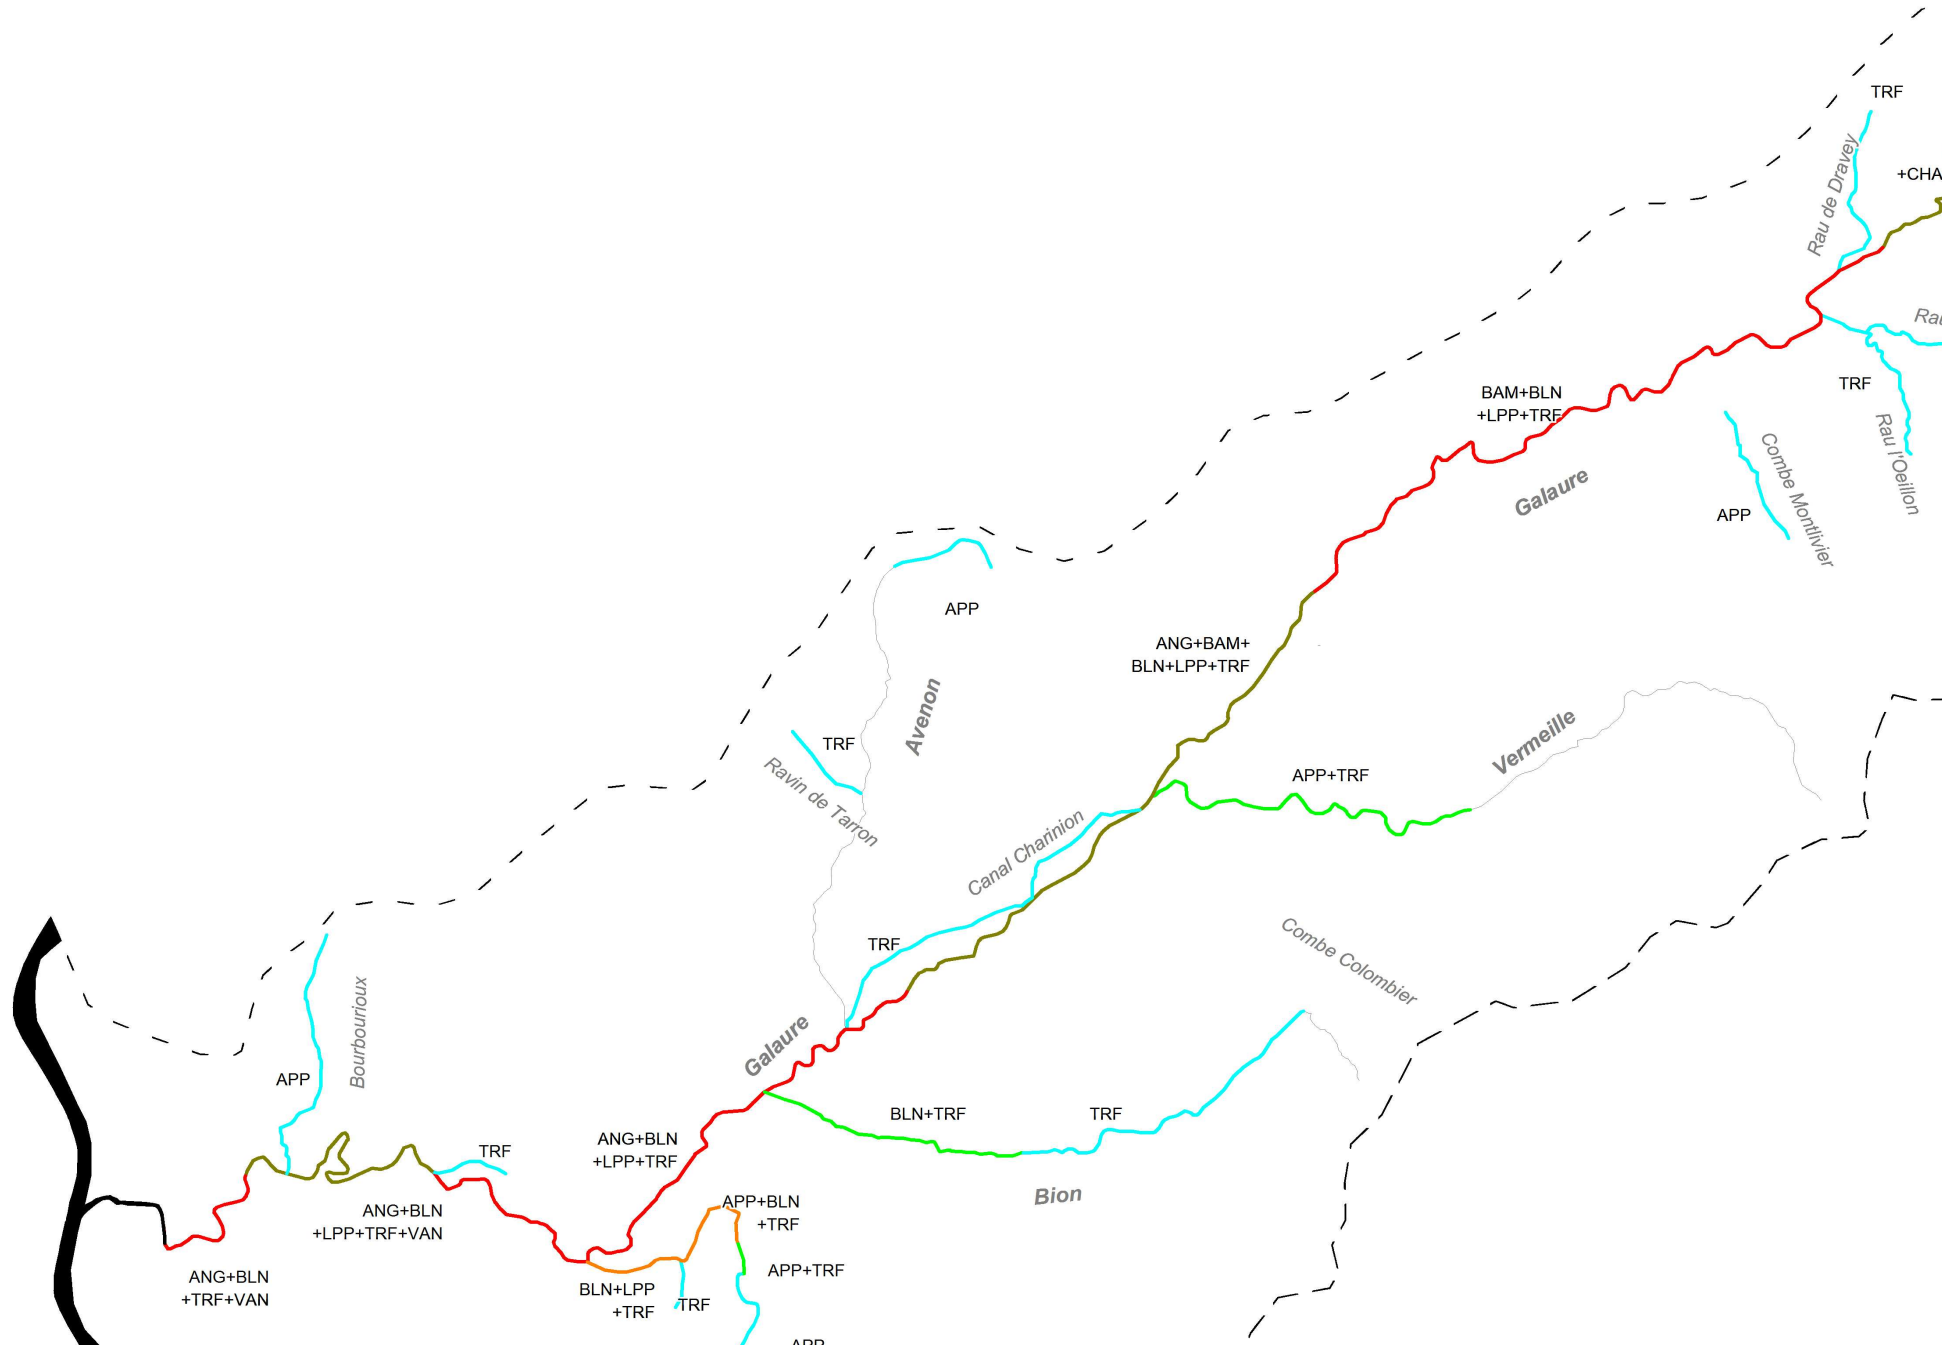 TRF
Rau de Dravey
+CHA
Rau
TRF
Rau l'Oeillon
BAM+BLN
+LPP+TRF
Galaure
Combe Montlivier
APP
APP
ANG+BAM+
BLN+LPP+TRF
Avenon
TRF
Ravin de Tarron
Vermeille
APP+TRF
Canal Charinion
TRF
Combe Colombier
Bourbourioux
APP
Galaure
BLN+TRF
TRF
Bion
TRF
ANG+BLN
+LPP+TRF
ANG+BLN
+LPP+TRF+VAN
APP+BLN
+TRF
APP+TRF
ANG+BLN
+TRF+VAN
BLN+LPP
+TRF
TRF
APP